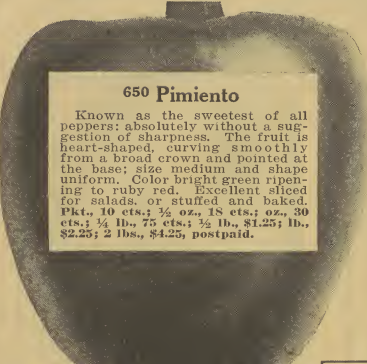 650 Pimiento
Known as the sweetest of all
peppers: absolutely without a sug-
gestion of sharpness. The fruit is
heart-shaped, curving smoothly
from a broad crown and pointed at
the base; size medium and shape
uniform. Color bright green ripen-
ing to ruby red. Excellent sliced
for salads. or stuffed and baked.
Pkt., 10 cts.; ½ oz., 18 cts.; oz., 30
cts.; ¼ lb., 75 cts.; ½ lb., $1.25; lb.,
$2.25; 2 lbs., $4.25, postpaid.